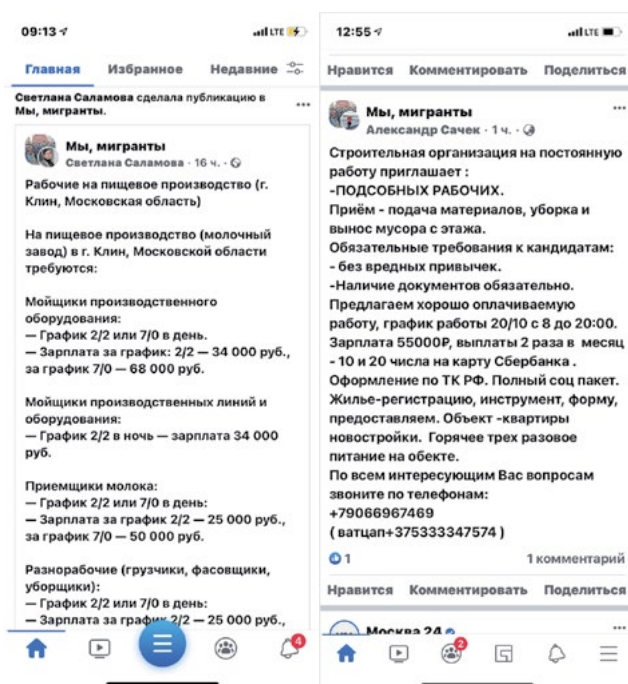 09:13
LTE
Главная Избранное Недавние
Светлана Саламова сделала публикацию в
Мы, мигранты.
Мы, мигранты
Светлана Саламова · 16 ч. ·
Рабочие на пищевое производство (г.
Клин, Московская область)
На пищевое производство (молочный
завод) в г. Клин, Московской области
требуются:
Мойщики производственного
оборудования:
— График 2/2 или 7/0 в день.
— Зарплата за график: 2/2 — 34 000 руб.,
за график 7/0 — 68 000 руб.
Мойщики производственных линий и
оборудования:
— График 2/2 в ночь — зарплата 34 000
руб.
Приемщики молока:
— График 2/2 или 7/0 в день:
— Зарплата за график 2/2 — 25 000 руб.,
за график 7/0 — 50 000 руб.
Разнорабочие (грузчики, фасовщики,
уборщики):
— График 2/2 или 7/0 в день:
— Зарплата за график 2/2 — 25 000 руб.,
4
12:55
LTE
Нравится Комментировать Поделиться
Мы, мигранты
Александр Сачек · 1 ч. ·
Строительная организация на постоянную
работу приглашает :
-ПОДСОБНЫХ РАБОЧИХ.
Приём - подача материалов, уборка и
вынос мусора с этажа.
Обязательные требования к кандидатам:
- без вредных привычек.
-Наличие документов обязательно.
Предлагаем хорошо оплачиваемую
работу, график работы 20/10 с 8 до 20:00.
Зарплата 55000₽, выплаты 2 раза в месяц
- 10 и 20 числа на карту Сбербанка .
Оформление по ТК РФ. Полный соц пакет.
Жилье-регистрацию, инструмент, форму,
предоставляем. Объект -квартиры
новостройки. Горячее трех разовое
питание на обекте.
По всем интересующим Вас вопросам
звоните по телефонам:
+79066967469
( ватцап+375333347574 )
1
1 комментарий
Нравится Комментировать Поделиться
Москва 24
2